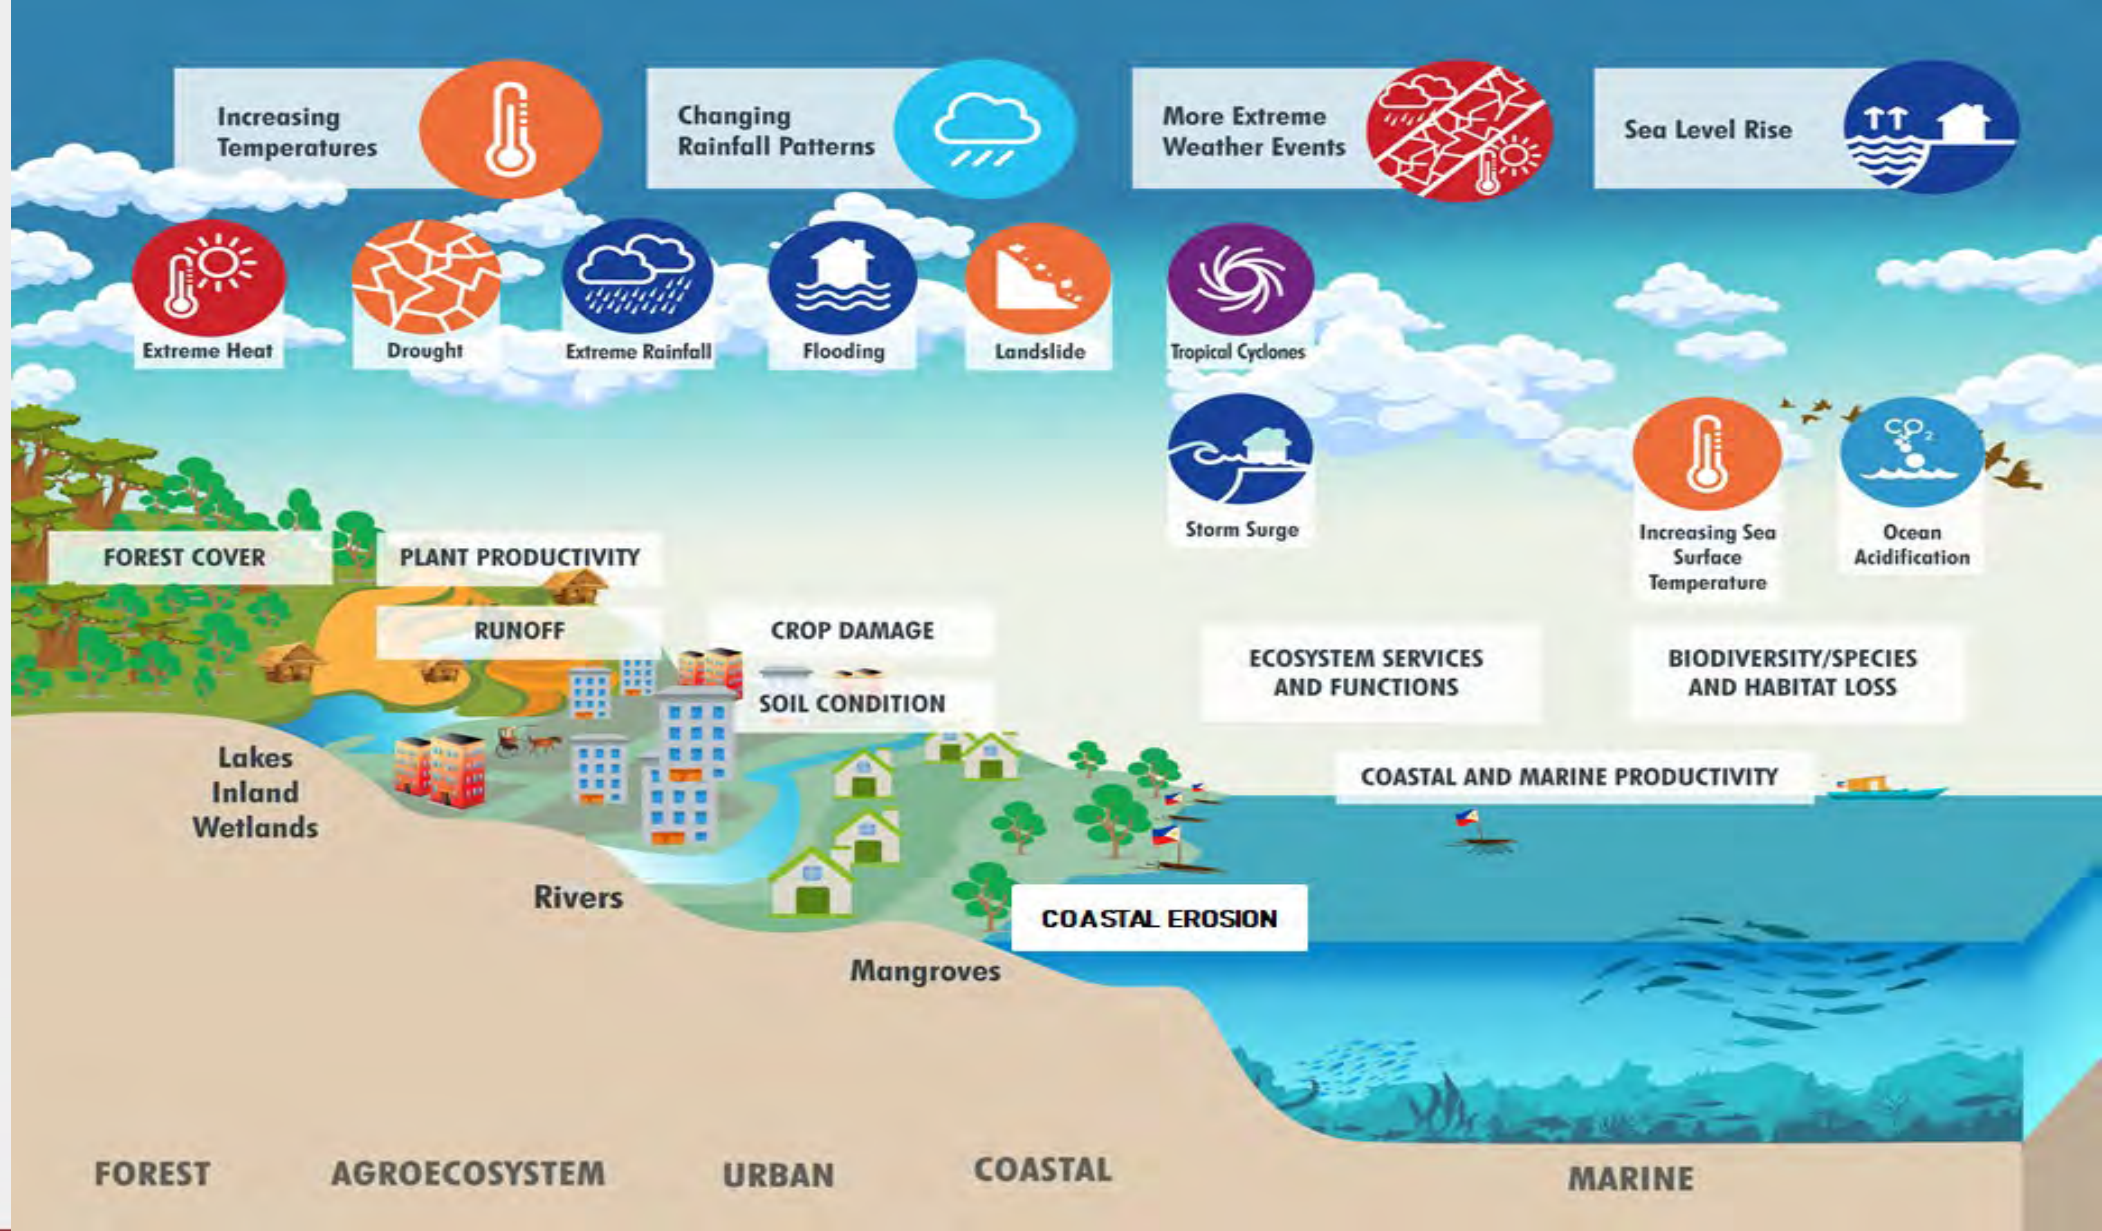 Increasing
Temperatures
Changing
Rainfall Patterns
More Extreme
Weather Events
Sea Level Rise
Extreme Heat
Drought
Extreme Rainfall
Flooding
Landslide
Tropical Cyclones
CO₂
Storm Surge
Increasing Sea
Surface
Temperature
Ocean
Acidification
FOREST COVER
PLANT PRODUCTIVITY
RUNOFF
CROP DAMAGE
SOIL CONDITION
ECOSYSTEM SERVICES
AND FUNCTIONS
BIODIVERSITY/SPECIES
AND HABITAT LOSS
COASTAL AND MARINE PRODUCTIVITY
Lakes
Inland
Wetlands
Rivers
COASTAL EROSION
Mangroves
FOREST
AGROECOSYSTEM
URBAN
COASTAL
MARINE